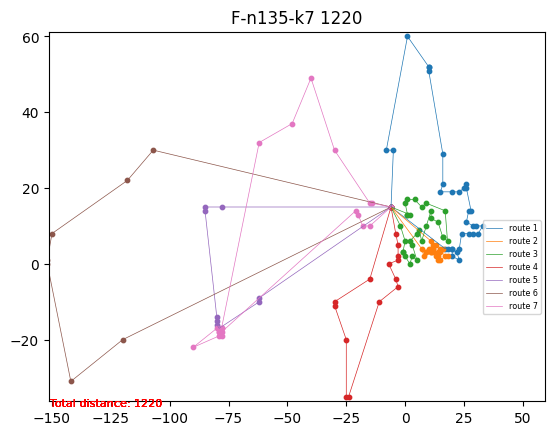 F-n135-k7 1220
60
40
20
0
−20
route 1
route 2
route 3
route 4
route 5
route 6
route 7
Total distance: 1220
−150 −125 −100 −75 −50 −25 0 25 50